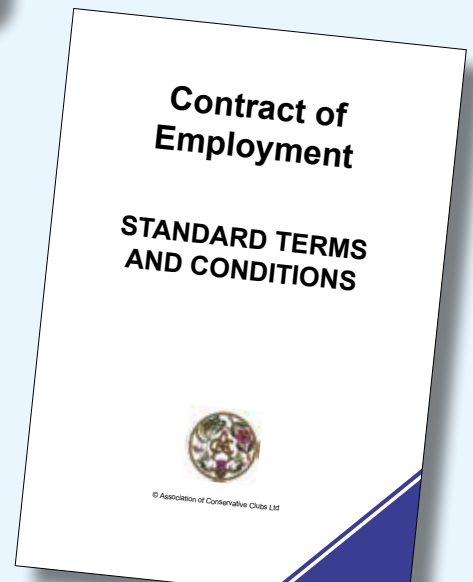 Contract of
Employment
STANDARD TERMS
AND CONDITIONS
© Association of Conservative Clubs Ltd